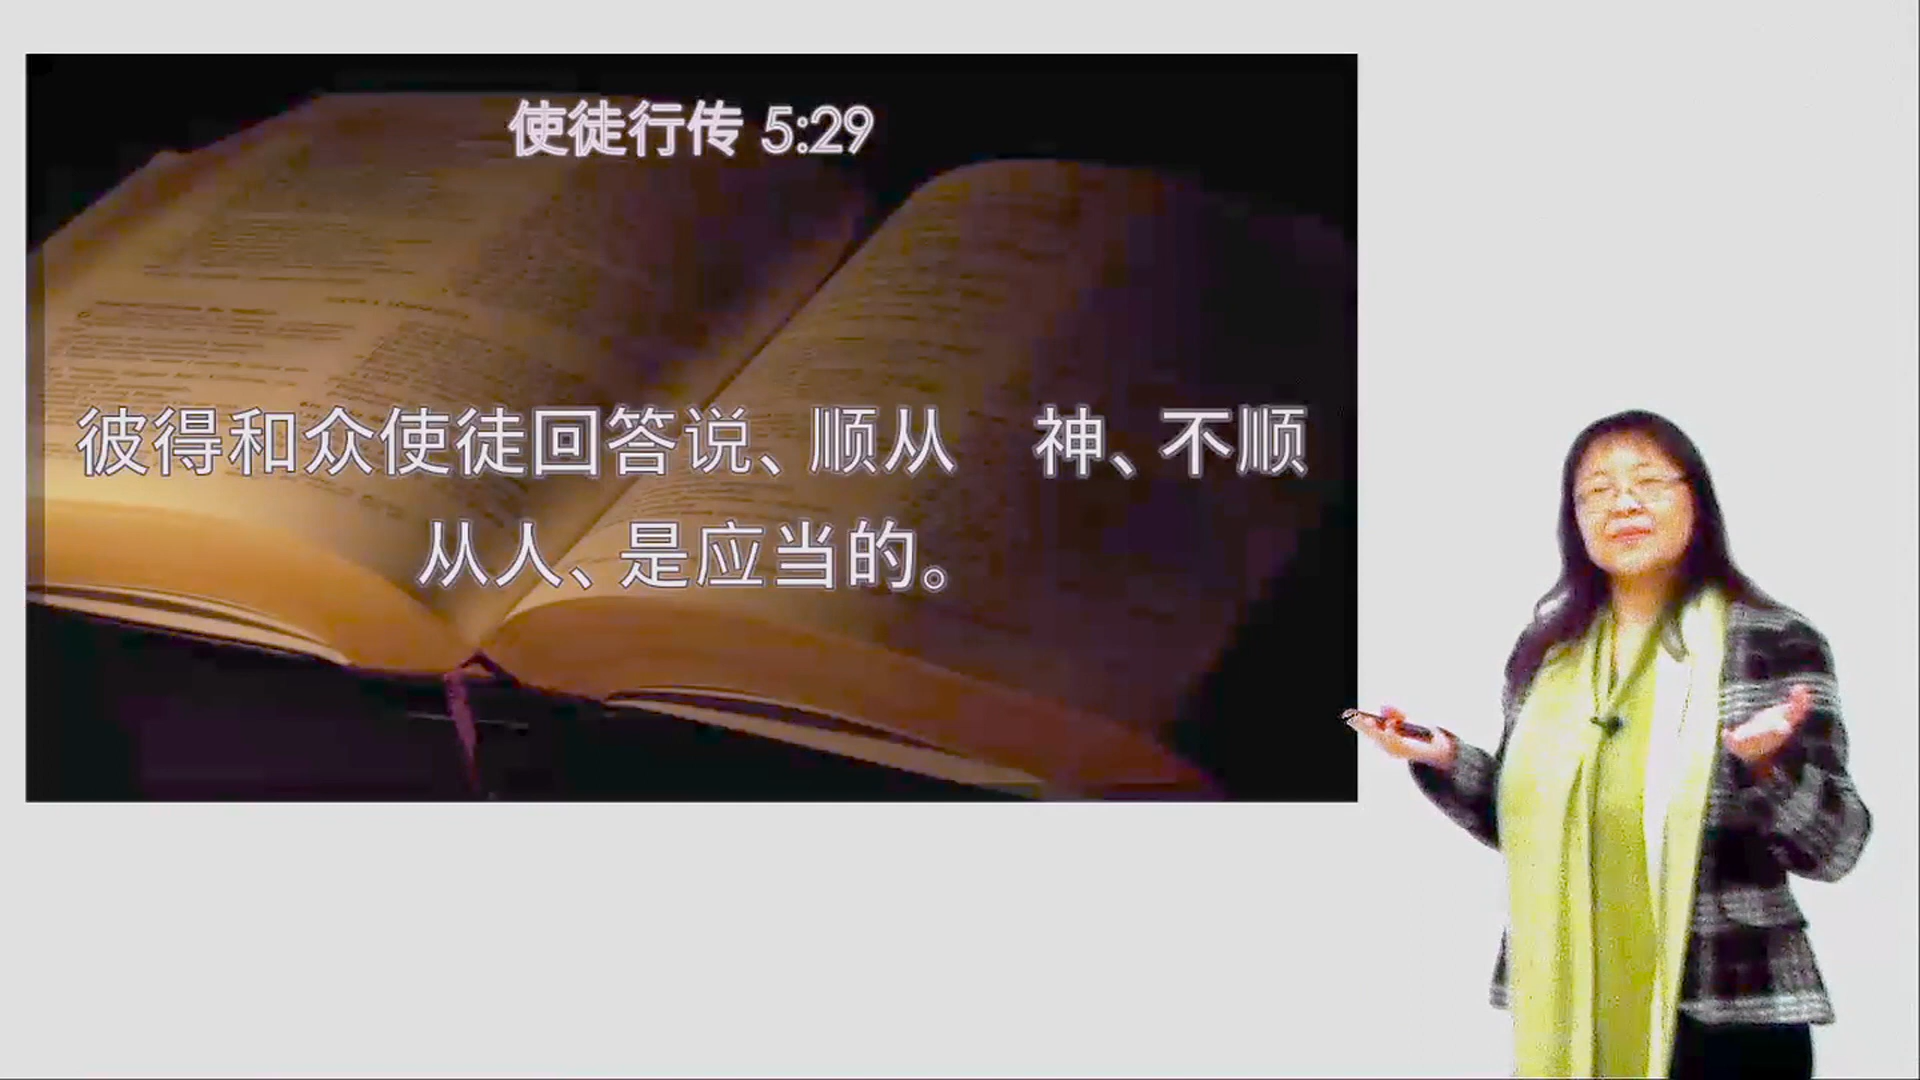 使徒行传 5:29
彼得和众使徒回答说、顺从　神、不顺
从人、是应当的。